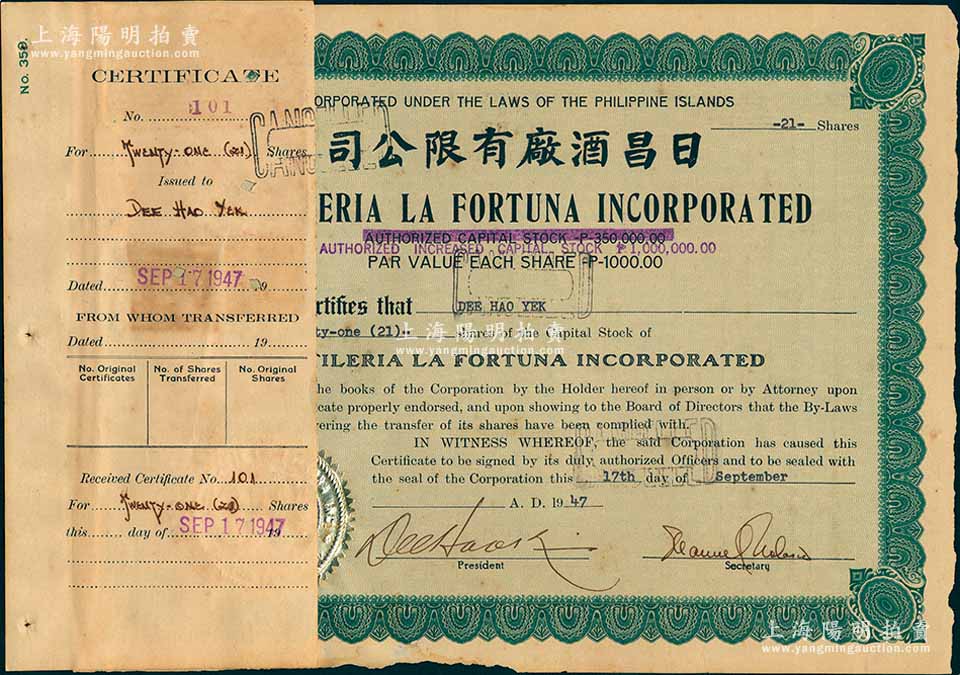 上海陽明拍賣
www.yangmingauction.com
No. 359.
CERTIFICATE
No. 101
For Twenty-one (21) Shares
Issued to
Dee Hao Yek
Dated SEP 17 1947 19
FROM WHOM TRANSFERRED
Dated 19
No. Original Certificates
No. of Shares Transferred
No. Original Shares
Received Certificate No. 101
For Twenty-one (21) Shares
this day of SEP 17 1947 19
ORPORATED UNDER THE LAWS OF THE PHILIPPINE ISLANDS
-21- Shares
CANCELLED
司公限有廠酒昌日
LERIA LA FORTUNA INCORPORATED
AUTHORIZED CAPITAL STOCK ₱350,000.00
AUTHORIZED INCREASED CAPITAL STOCK ₱1,000,000.00
PAR VALUE EACH SHARE ₱1000.00
CANCELLED
rtifies that DEE HAO YEK
ty-one (21)- shares of the Capital Stock of
上海陽明拍賣
www.yangmingauction.com
TILERIA LA FORTUNA INCORPORATED
he books of the Corporation by the Holder hereof in person or by Attorney upon
icate properly endorsed, and upon showing to the Board of Directors that the By-Laws
vering the transfer of its shares have been complied with.
IN WITNESS WHEREOF, the said Corporation has caused this
Certificate to be signed by its duly authorized Officers and to be sealed with
the seal of the Corporation this 17th day of September
CANCELLED
A. D. 1947
President
Secretary
上海陽明拍賣
www.yangmingauction.com